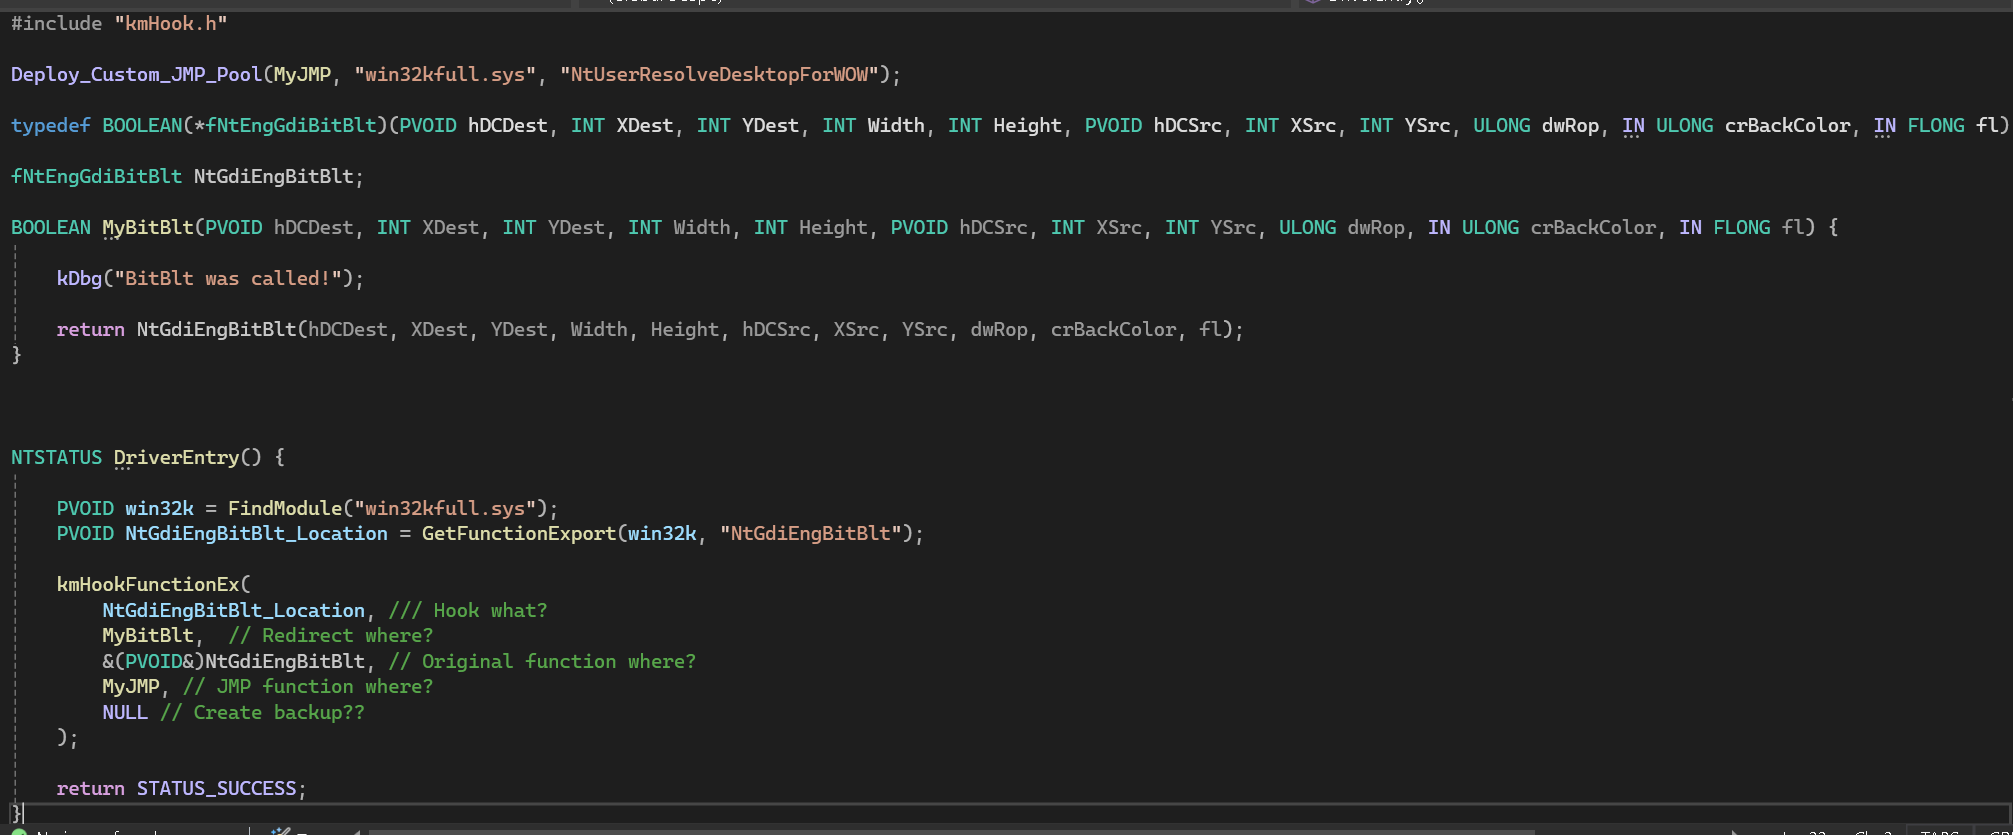 #include "kmHook.h"
Deploy_Custom_JMP_Pool(MyJMP, "win32kfull.sys", "NtUserResolveDesktopForWOW");
typedef BOOLEAN(*fNtEngGdiBitBlt)(PVOID hDCDest, INT XDest, INT YDest, INT Width, INT Height, PVOID hDCSrc, INT XSrc, INT YSrc, ULONG dwRop, IN ULONG crBackColor, IN FLONG fl)
fNtEngGdiBitBlt NtGdiEngBitBlt;
BOOLEAN MyBitBlt(PVOID hDCDest, INT XDest, INT YDest, INT Width, INT Height, PVOID hDCSrc, INT XSrc, INT YSrc, ULONG dwRop, IN ULONG crBackColor, IN FLONG fl) {
kDbg("BitBlt was called!");
return NtGdiEngBitBlt(hDCDest, XDest, YDest, Width, Height, hDCSrc, XSrc, YSrc, dwRop, crBackColor, fl);
}
NTSTATUS DriverEntry() {
PVOID win32k = FindModule("win32kfull.sys");
PVOID NtGdiEngBitBlt_Location = GetFunctionExport(win32k, "NtGdiEngBitBlt");
kmHookFunctionEx(
NtGdiEngBitBlt_Location, /// Hook what?
MyBitBlt,  // Redirect where?
&(PVOID&)NtGdiEngBitBlt, // Original function where?
MyJMP, // JMP function where?
NULL // Create backup??
);
return STATUS_SUCCESS;
}